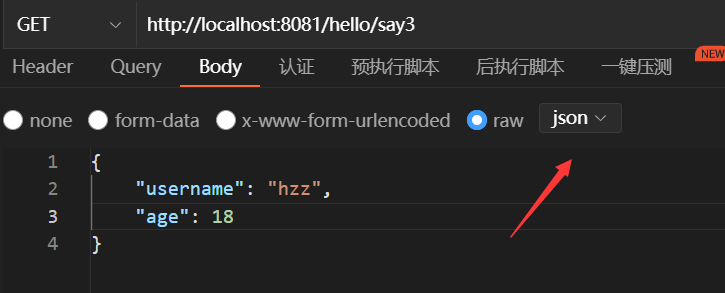 GET http://localhost:8081/hello/say3
Header Query Body 认证 预执行脚本 后执行脚本 一键压测 NEW
none form-data x-www-form-urlencoded raw json
1 {
2 "username": "hzz",
3 "age": 18
4 }